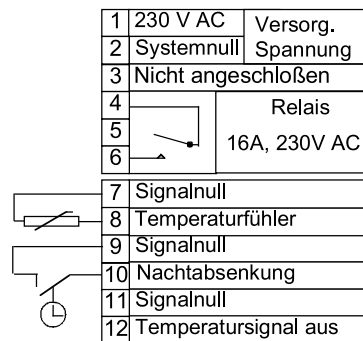 1 230 V AC Versorg.
2 Systemnull Spannung
3 Nicht angeschloßen
4 Relais
5 16A, 230V AC
6
7 Signalnull
8 Temperaturfühler
9 Signalnull
10 Nachtabsenkung
11 Signalnull
12 Temperatursignal aus